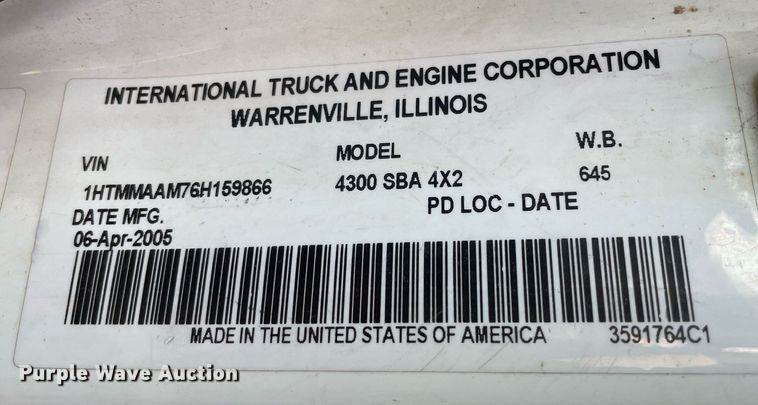 INTERNATIONAL TRUCK AND ENGINE CORPORATION
WARRENVILLE, ILLINOIS
VIN MODEL W.B.
1HTMMAAM76H159866 4300 SBA 4X2 645
DATE MFG. PD LOC - DATE
06-Apr-2005
MADE IN THE UNITED STATES OF AMERICA 3591764C1
Purple Wave Auction